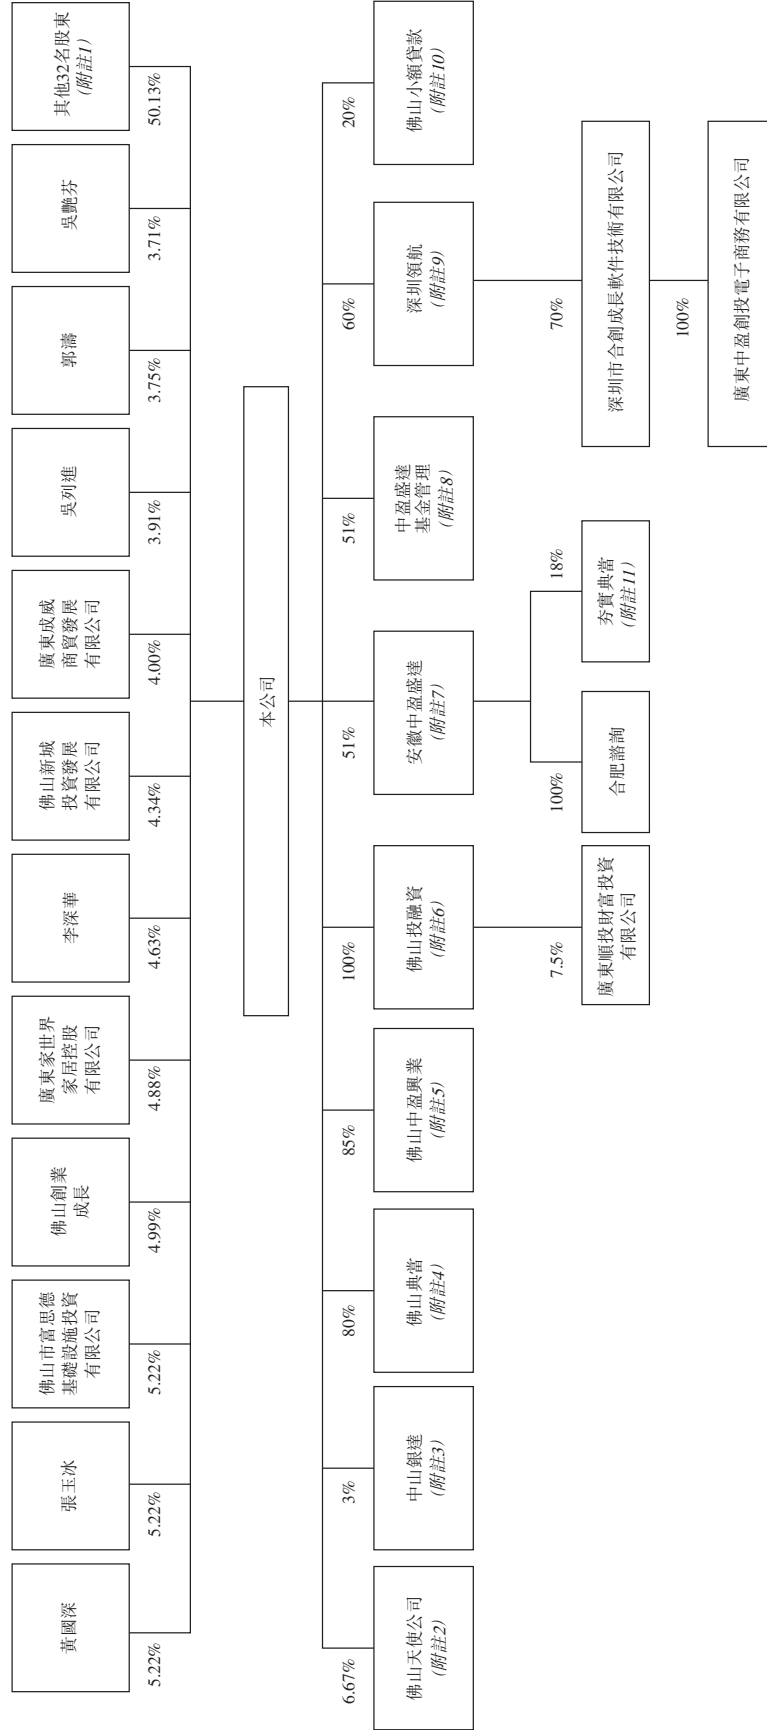 黃國深
張玉冰
佛山市富思德
基礎設施投資
有限公司
佛山創業
成長
廣東家世界
家居控股
有限公司
李深華
佛山新城
投資發展
有限公司
廣東成威
商貿發展
有限公司
吳列進
郭濤
吳艷芬
其他32名股東
(附註1)
5.22%
5.22%
5.22%
4.99%
4.88%
4.63%
4.34%
4.00%
3.91%
3.75%
3.71%
50.13%
本公司
6.67%
3%
80%
85%
100%
51%
51%
60%
20%
佛山天使公司
(附註2)
中山銀達
(附註3)
佛山典當
(附註4)
佛山中盈興業
(附註5)
佛山投融資
(附註6)
安徽中盈盛達
(附註7)
中盈盛達
基金管理
(附註8)
深圳領航
(附註9)
佛山小額貸款
(附註10)
7.5%
100%
18%
70%
廣東順投財富投資
有限公司
合肥諮詢
夯實典當
(附註11)
深圳市合創成長軟件技術有限公司
100%
廣東中盈創投電子商務有限公司